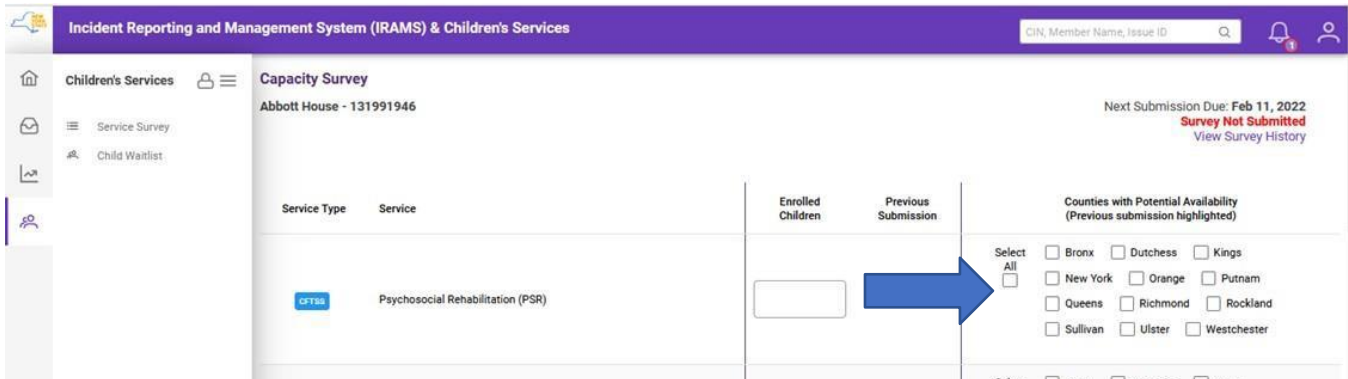 Incident Reporting and Management System (IRAMS) & Children's Services
CIN, Member Name, Issue ID
1
Children's Services
Service Survey
Child Waitlist
Capacity Survey
Abbott House - 131991946
Next Submission Due: Feb 11, 2022
Survey Not Submitted
View Survey History
Service Type
Service
Enrolled
Children
Previous
Submission
Counties with Potential Availability
(Previous submission highlighted)
CFTSS
Psychosocial Rehabilitation (PSR)
Select
All
Bronx Dutchess Kings
New York Orange Putnam
Queens Richmond Rockland
Sullivan Ulster Westchester